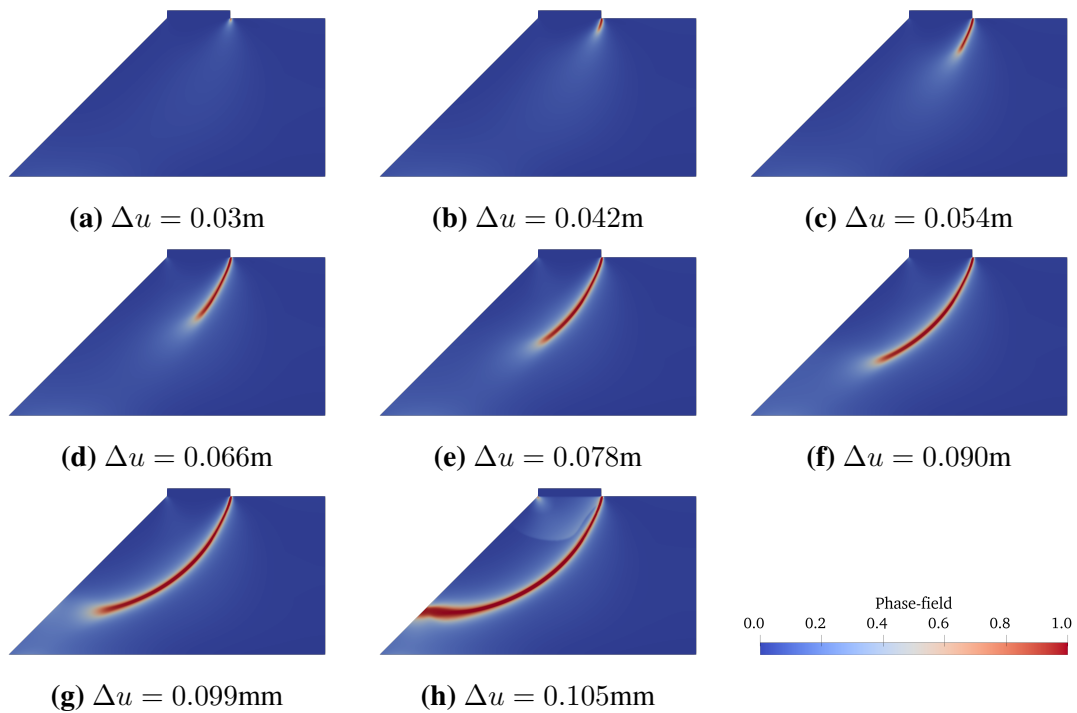 (a) Δu = 0.03m (b) Δu = 0.042m (c) Δu = 0.054m
(d) Δu = 0.066m (e) Δu = 0.078m (f) Δu = 0.090m
Phase-field
0.0 0.2 0.4 0.6 0.8 1.0
(g) Δu = 0.099mm (h) Δu = 0.105mm